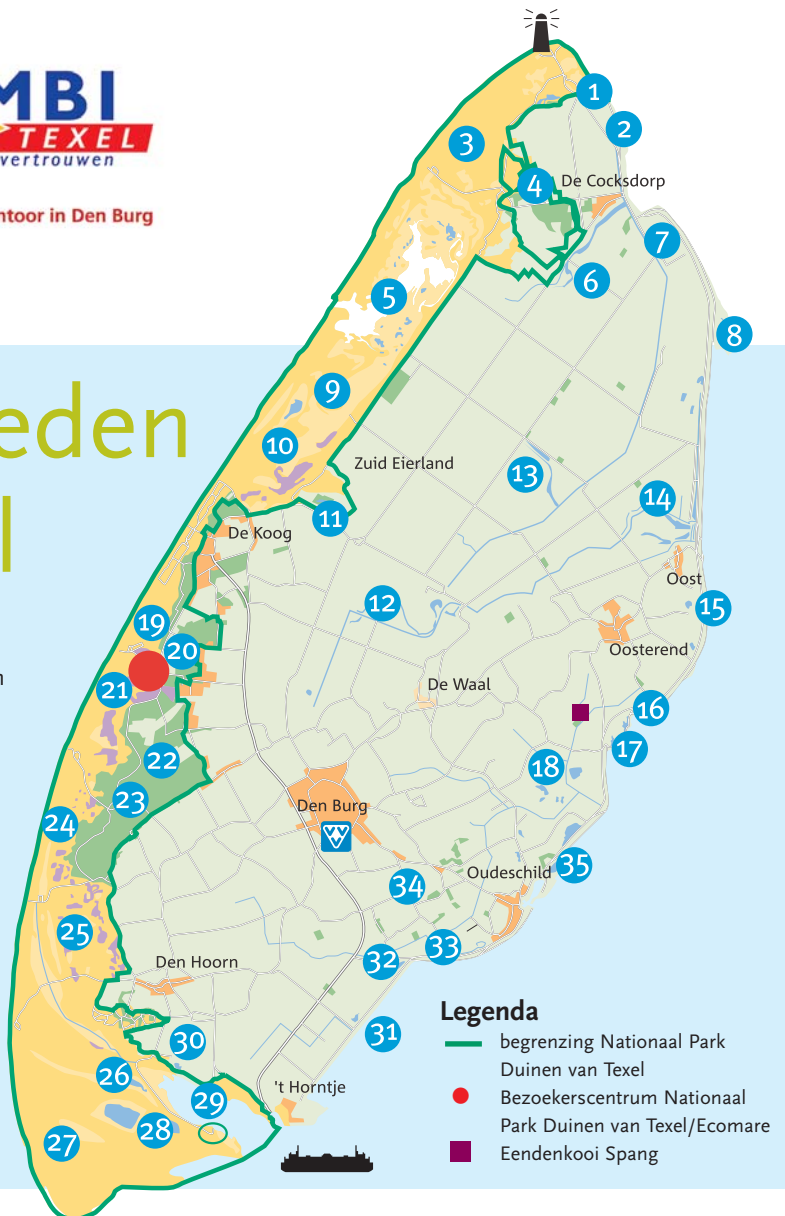 MBI
TEXEL
vertrouwen
ntoor in Den Burg
eden
l
n
1
2
3
4
De Cocksdorp
5
6
7
8
9
10
Zuid Eierland
11
De Koog
12
13
14
Oost
15
Oosterend
De Waal
16
17
18
19
20
21
22
23
24
Den Burg
VVV
Oudeschild
35
34
25
33
32
Den Hoorn
31
30
't Horntje
26
29
28
27
Legenda
begrenzing Nationaal Park
Duinen van Texel
Bezoekerscentrum Nationaal
Park Duinen van Texel/Ecomare
Eendenkooi Spang